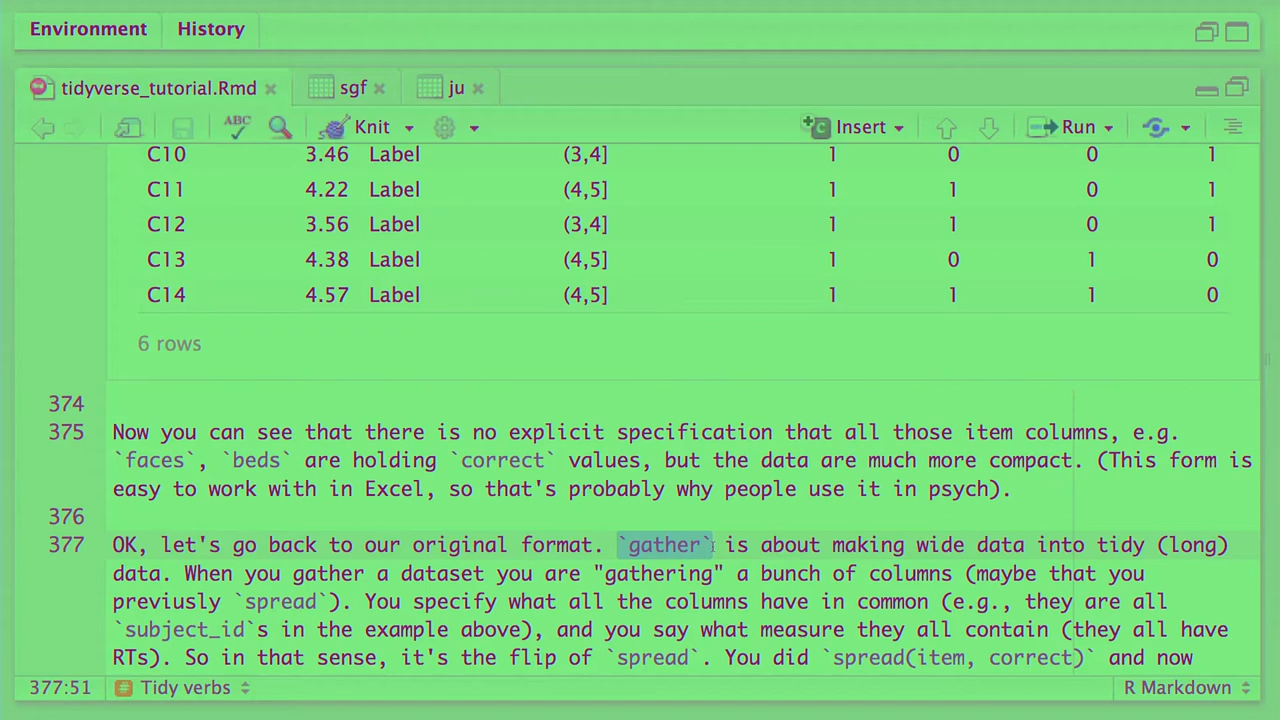 Environment History
tidyverse_tutorial.Rmd sgf ju
ABC Knit Insert Run
C10 3.46 Label (3,4] 1 0 0 1
C11 4.22 Label (4,5] 1 1 0 1
C12 3.56 Label (3,4] 1 1 0 1
C13 4.38 Label (4,5] 1 0 1 0
C14 4.57 Label (4,5] 1 1 1 0
6 rows
374
375 Now you can see that there is no explicit specification that all those item columns, e.g.
`faces`, `beds` are holding `correct` values, but the data are much more compact. (This form is
easy to work with in Excel, so that's probably why people use it in psych).
376
377 OK, let's go back to our original format. `gather` is about making wide data into tidy (long)
data. When you gather a dataset you are "gathering" a bunch of columns (maybe that you
previusly `spread`). You specify what all the columns have in common (e.g., they are all
`subject_id`s in the example above), and you say what measure they all contain (they all have
RTs). So in that sense, it's the flip of `spread`. You did `spread(item, correct)` and now
377:51 # Tidy verbs R Markdown